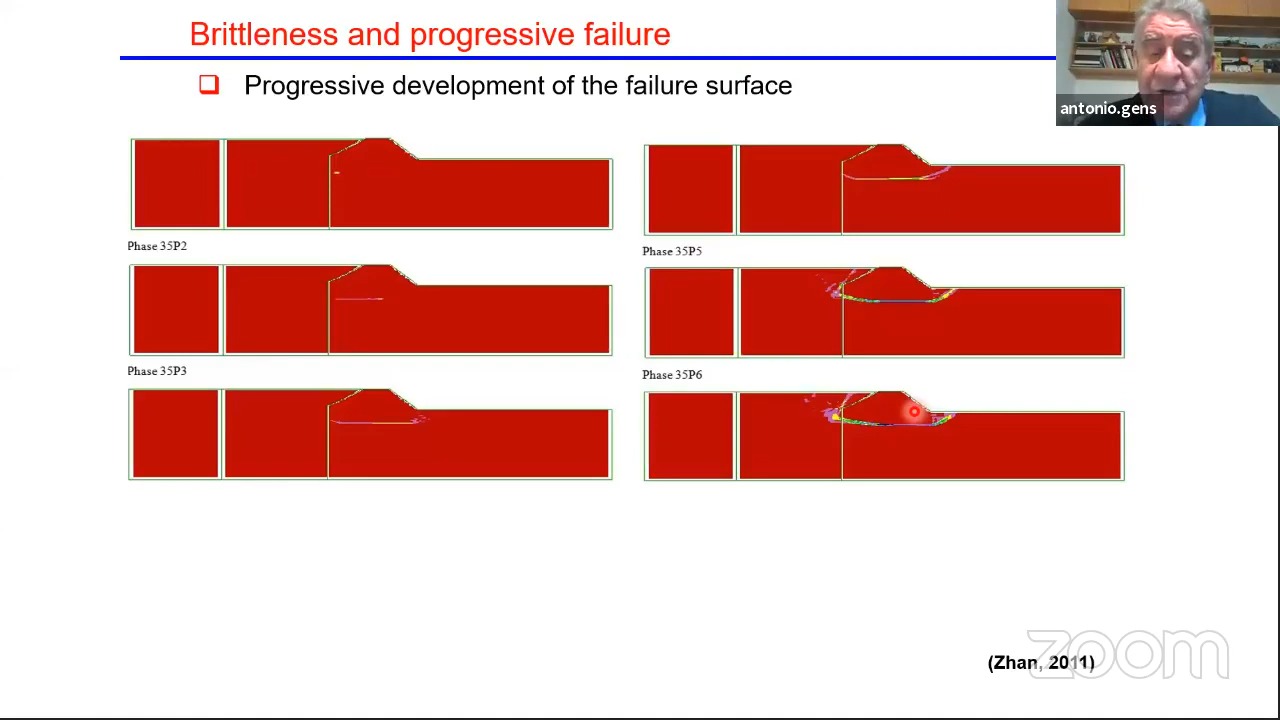 Brittleness and progressive failure
Progressive development of the failure surface
antonio.gens
Phase 35P2
Phase 35P3
Phase 35P5
Phase 35P6
(Zhan, 2011)
zoom